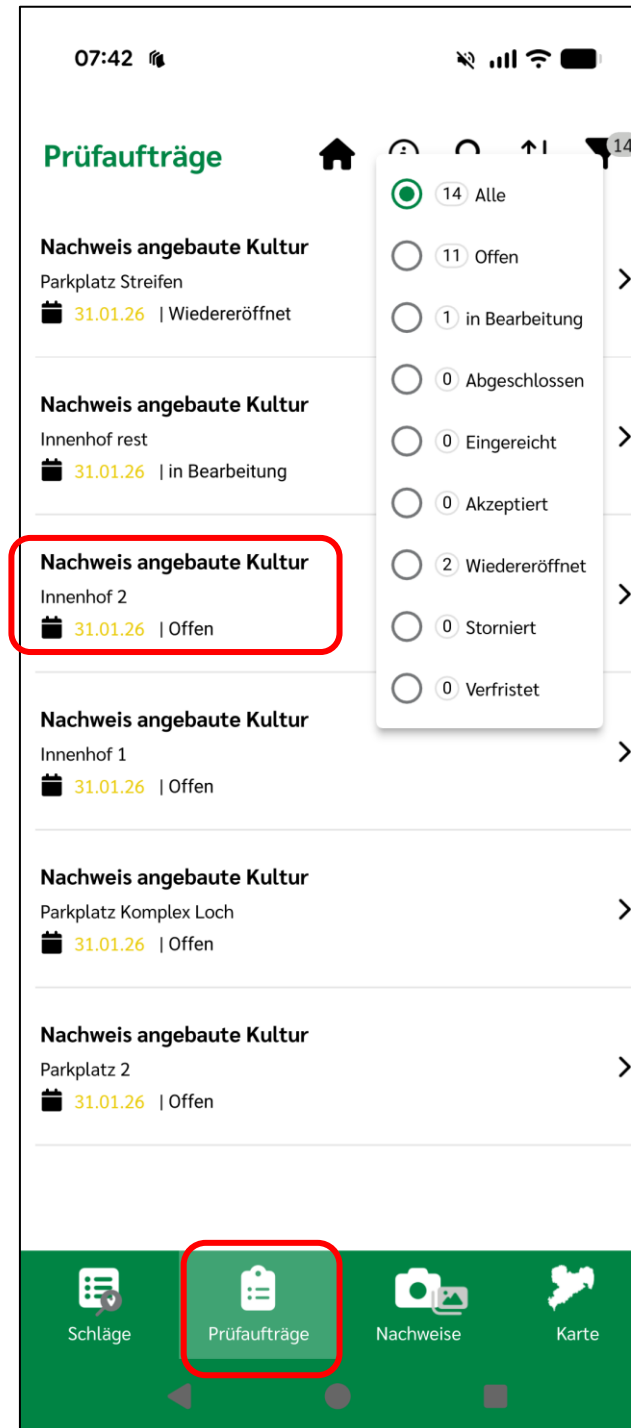 07:42
Prüfaufträge
14
14 Alle
11 Offen
1 in Bearbeitung
0 Abgeschlossen
0 Eingereicht
0 Akzeptiert
2 Wiedereröffnet
0 Storniert
0 Verfristet
Nachweis angebaute Kultur
Parkplatz Streifen
31.01.26 | Wiedereröffnet
Nachweis angebaute Kultur
Innenhof rest
31.01.26 | in Bearbeitung
Nachweis angebaute Kultur
Innenhof 2
31.01.26 | Offen
Nachweis angebaute Kultur
Innenhof 1
31.01.26 | Offen
Nachweis angebaute Kultur
Parkplatz Komplex Loch
31.01.26 | Offen
Nachweis angebaute Kultur
Parkplatz 2
31.01.26 | Offen
Schläge
Prüfaufträge
Nachweise
Karte